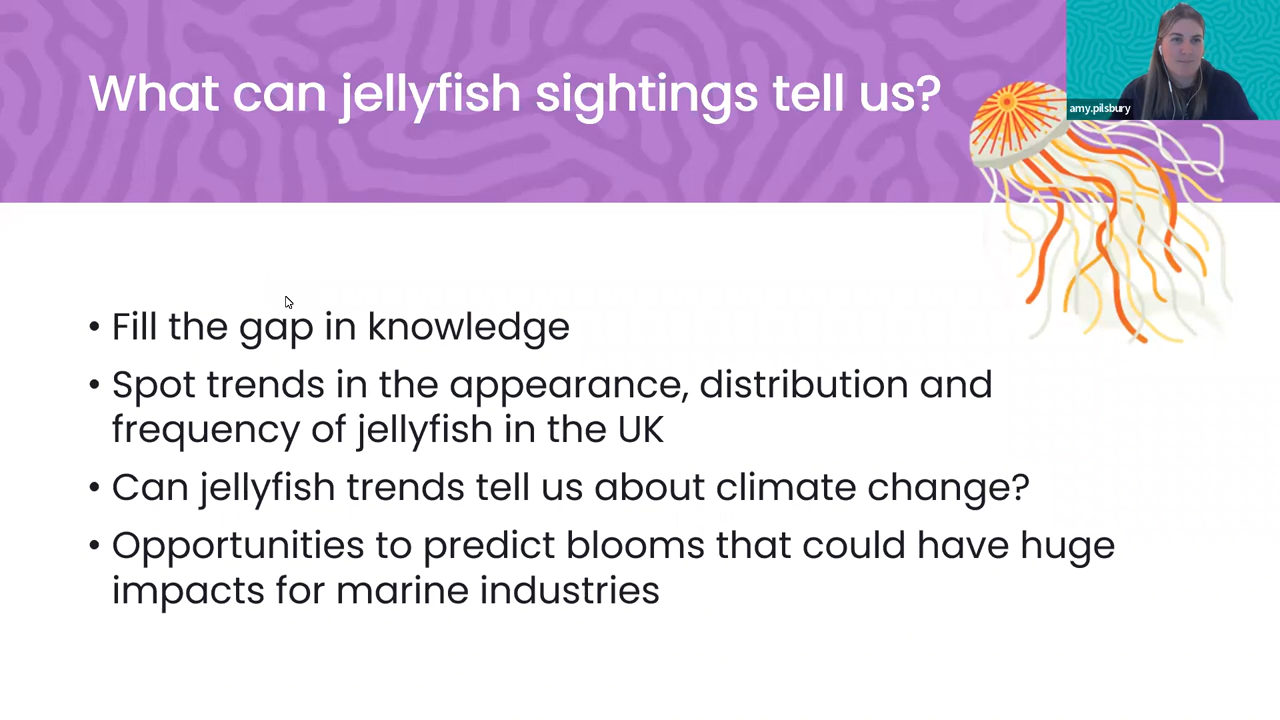 What can jellyfish sightings tell us?
amy.pilsbury
• Fill the gap in knowledge
• Spot trends in the appearance, distribution and
frequency of jellyfish in the UK
• Can jellyfish trends tell us about climate change?
• Opportunities to predict blooms that could have huge
impacts for marine industries